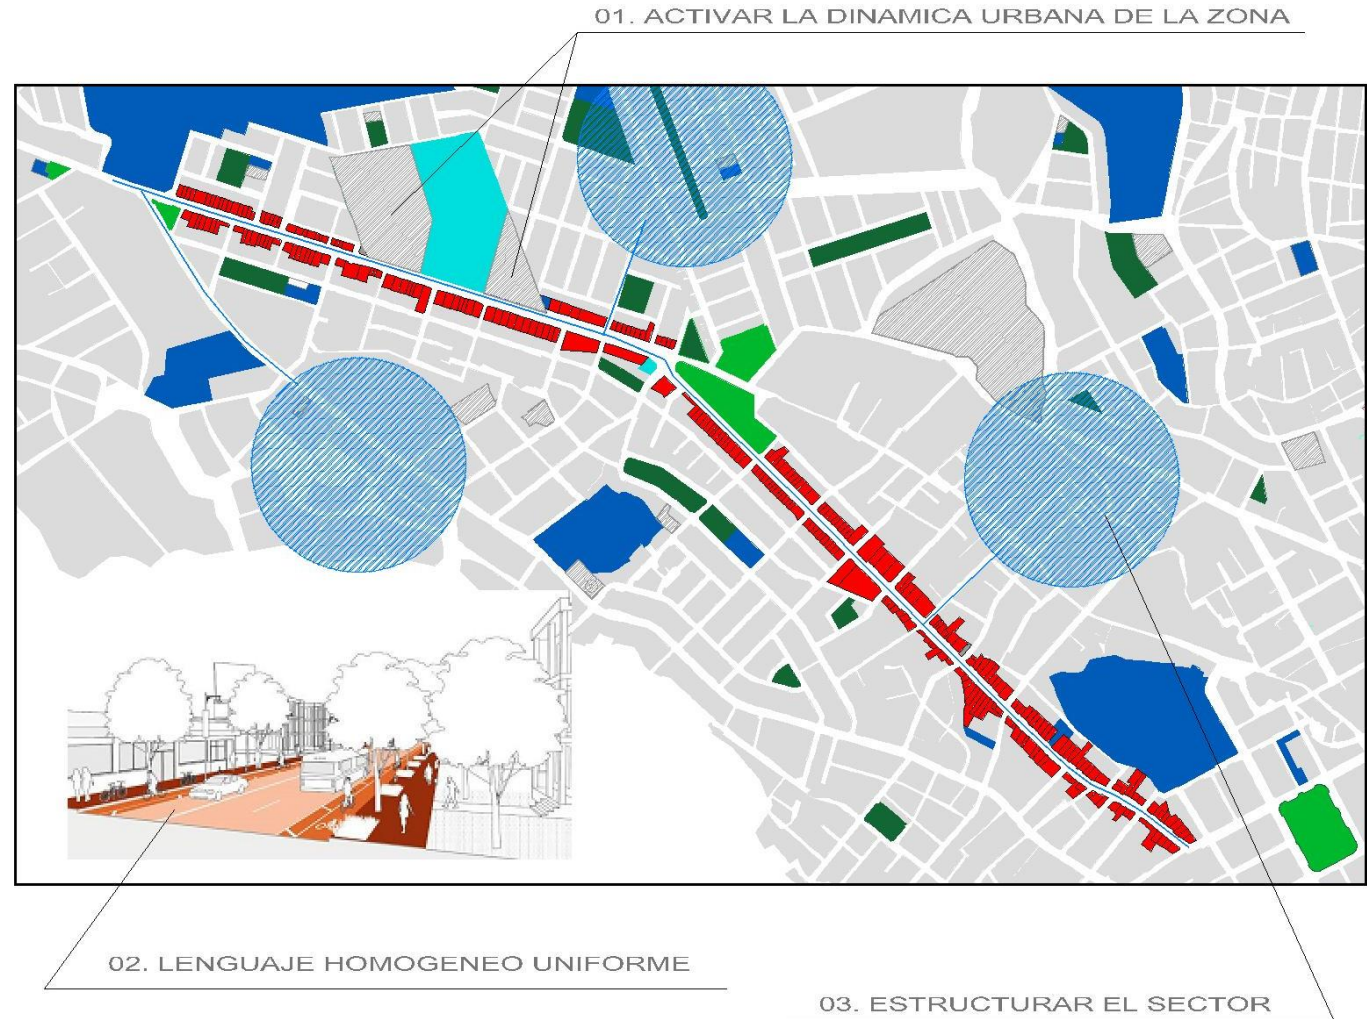 01. ACTIVAR LA DINAMICA URBANA DE LA ZONA
02. LENGUAJE HOMOGENEO UNIFORME
03. ESTRUCTURAR EL SECTOR